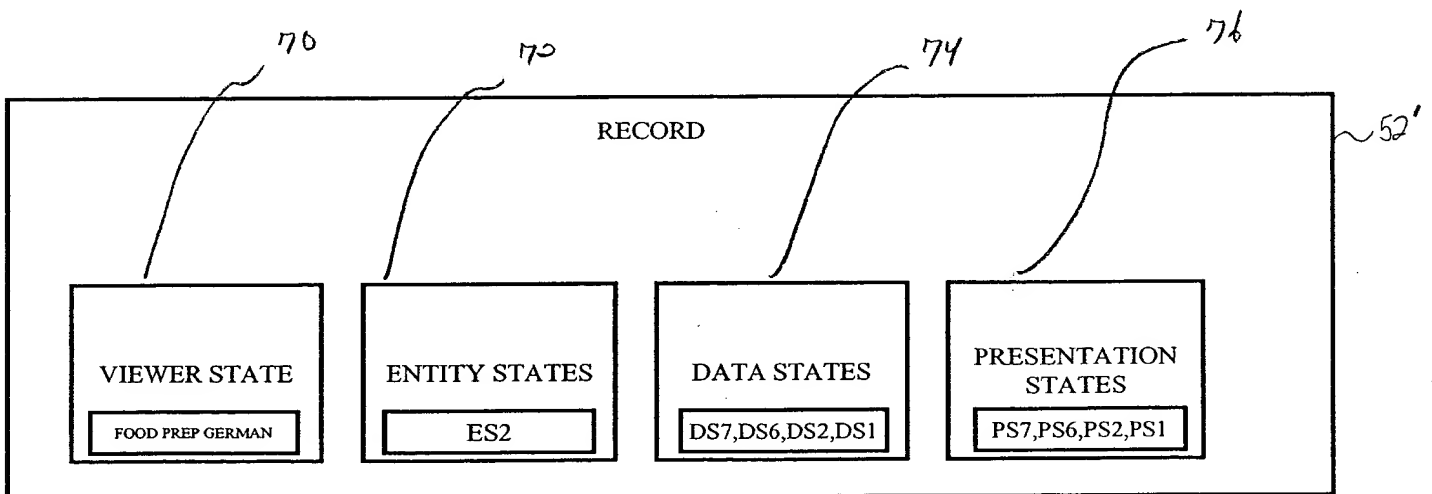 70 72 74 76
RECORD
52'
VIEWER STATE
FOOD PREP GERMAN
ENTITY STATES
ES2
DATA STATES
DS7,DS6,DS2,DS1
PRESENTATION
STATES
PS7,PS6,PS2,PS1